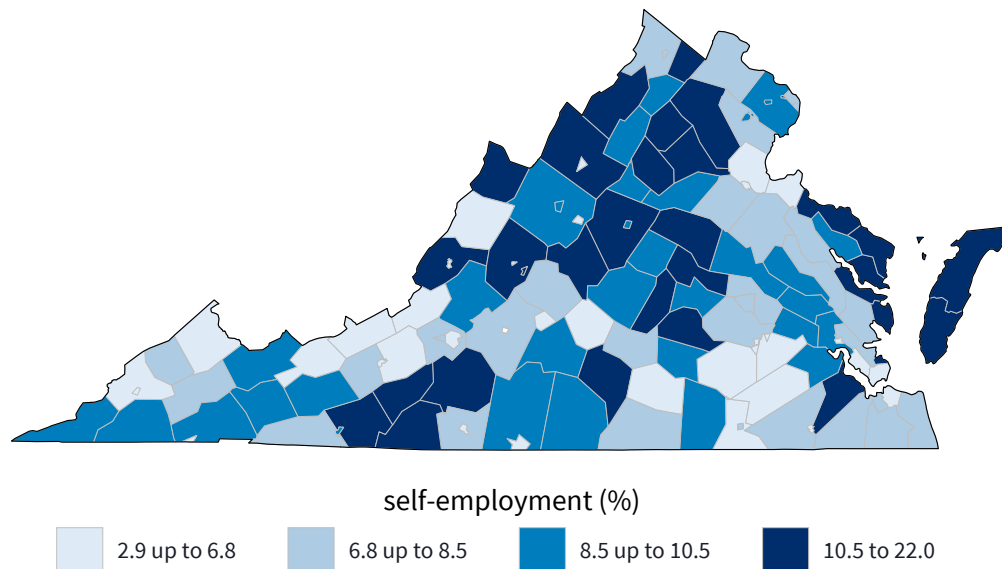 self-employment (%)
2.9 up to 6.8
6.8 up to 8.5
8.5 up to 10.5
10.5 to 22.0